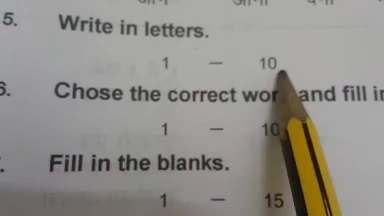 5. Write in letters.
1 – 10
6. Chose the correct and fill
1 – 10
Fill in the blanks.
1 – 15